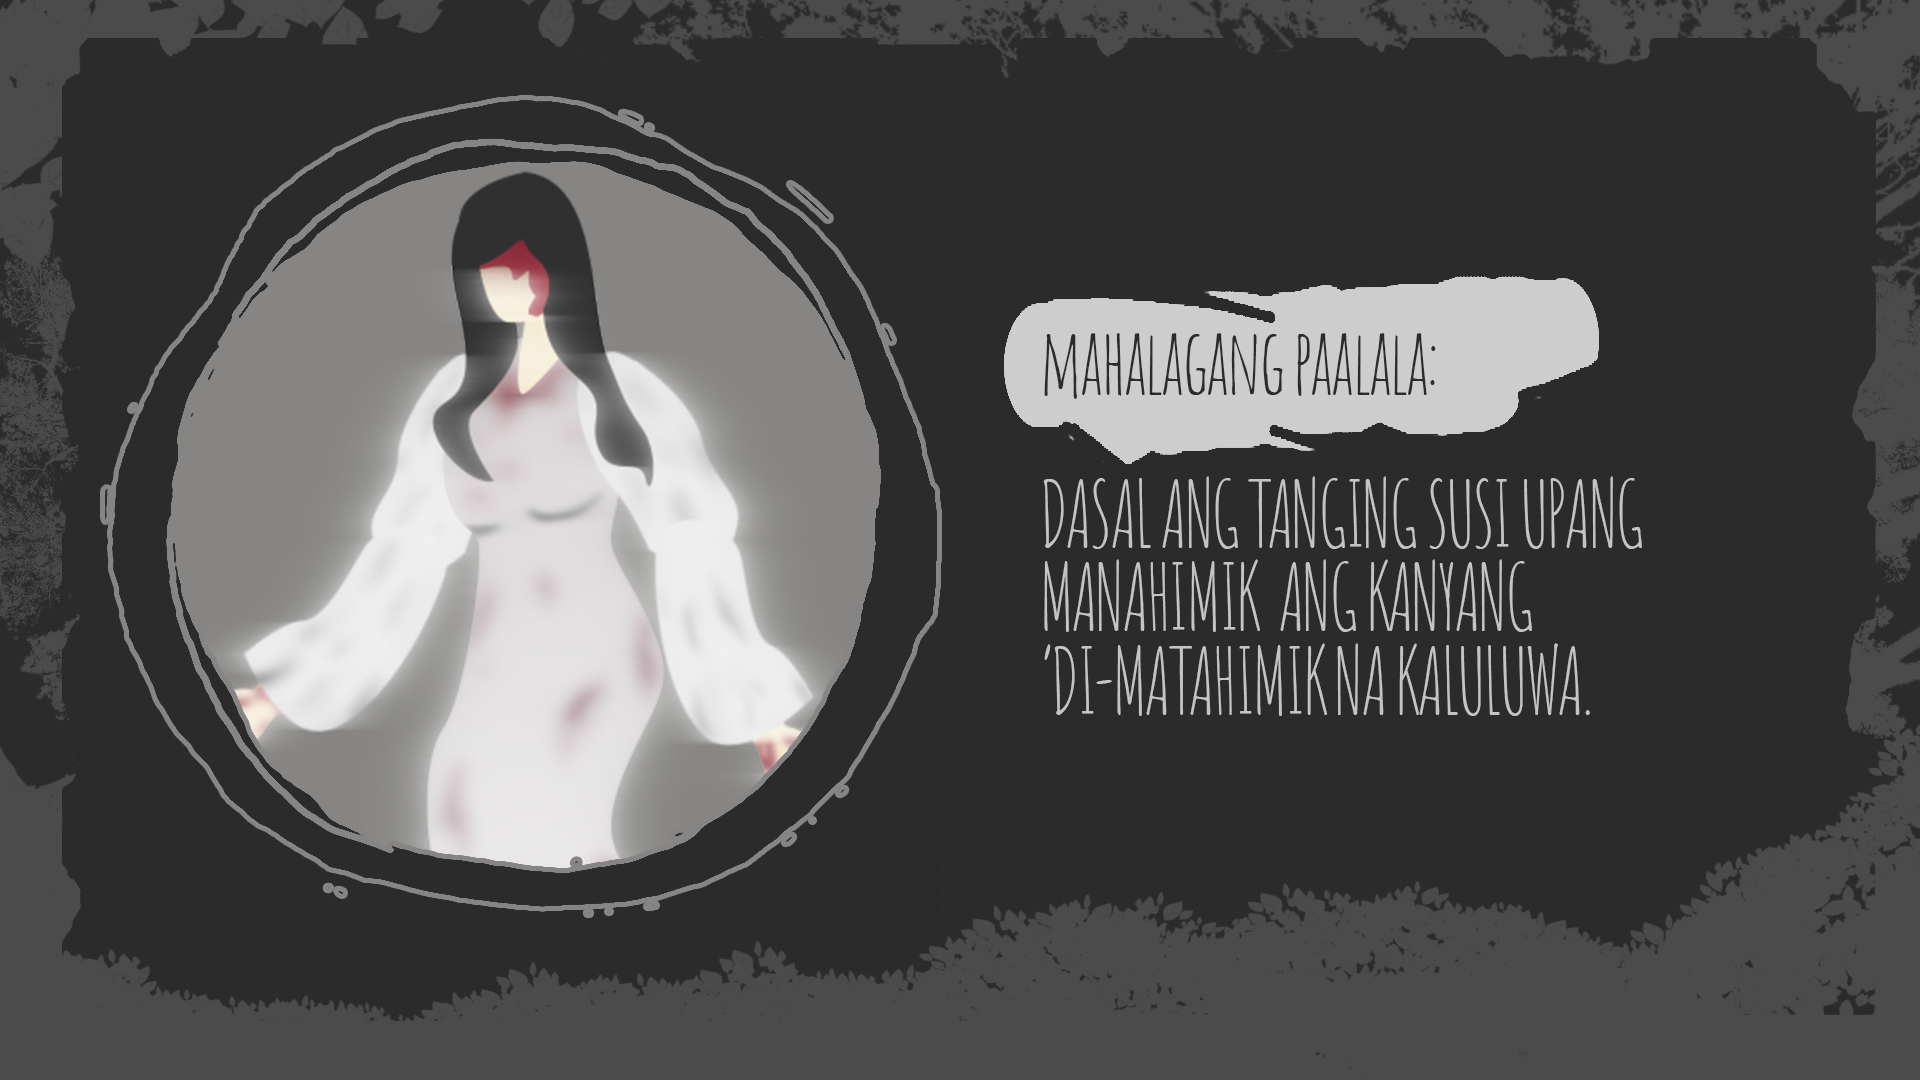 MAHALAGANG PAALALA:
DASAL ANG TANGING SUSI UPANG
MANAHIMIK ANG KANYANG
'DI-MATAHIMIK NA KALULUWA.